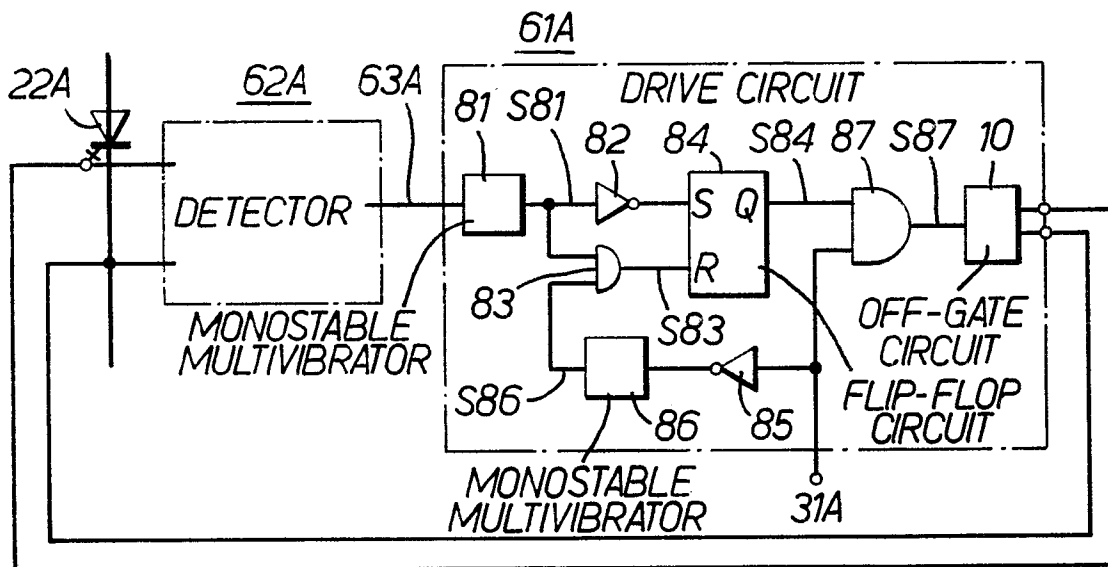 61A
22A
62A
63A
DRIVE CIRCUIT
81
S81
82
84
S84
87
S87
10
DETECTOR
S Q
R
83
S83
MONOSTABLE
MULTIVIBRATOR
OFF-GATE
CIRCUIT
S86
86
85
FLIP-FLOP
CIRCUIT
MONOSTABLE
MULTIVIBRATOR
31A